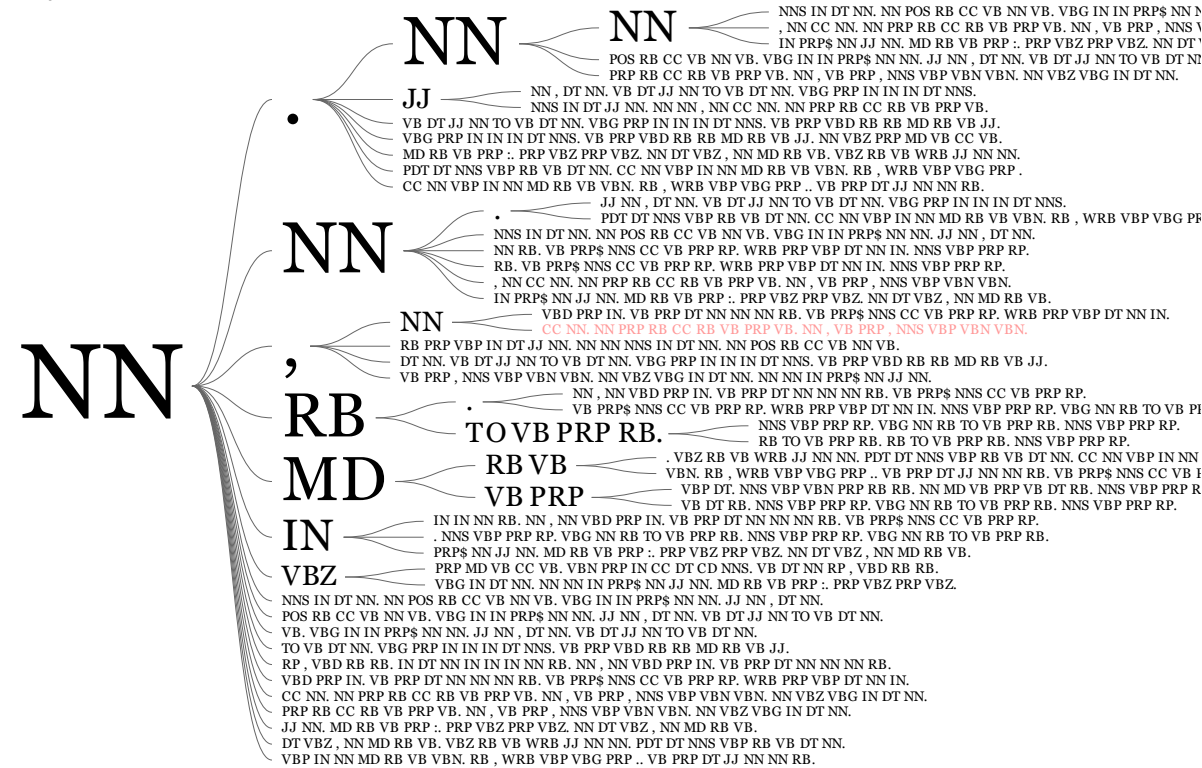 NN
.
NN
NN
NNS IN DT NN. NN POS RB CC VB NN VB. VBG IN IN PRP$ NN
, NN CC NN. NN PRP RB CC RB VB PRP VB. NN , VB PRP , NNS
IN PRP$ NN JJ NN. MD RB VB PRP :. PRP VBZ PRP VBZ. NN DT
POS RB CC VB NN VB. VBG IN IN PRP$ NN NN. JJ NN , DT NN. VB DT JJ NN TO VB DT
PRP RB CC RB VB PRP VB. NN , VB PRP , NNS VBP VBN VBN. NN VBZ VBG IN DT NN.
JJ
NN , DT NN. VB DT JJ NN TO VB DT NN. VBG PRP IN IN IN DT NNS.
NNS IN DT JJ NN. NN NN , NN CC NN. NN PRP RB CC RB VB PRP VB.
VB DT JJ NN TO VB DT NN. VBG PRP IN IN IN DT NNS. VB PRP VBD RB RB MD RB VB JJ.
VBG PRP IN IN IN DT NNS. VB PRP VBD RB RB MD RB VB JJ. NN VBZ PRP MD VB CC VB.
MD RB VB PRP :. PRP VBZ PRP VBZ. NN DT VBZ , NN MD RB VB. VBZ RB VB WRB JJ NN NN.
PDT DT NNS VBP RB VB DT NN. CC NN VBP IN NN MD RB VB VBN. RB , WRB VBP VBG PRP .
CC NN VBP IN NN MD RB VB VBN. RB , WRB VBP VBG PRP .. VB PRP DT JJ NN NN RB.
NN
.
JJ NN , DT NN. VB DT JJ NN TO VB DT NN. VBG PRP IN IN IN DT NNS.
PDT DT NNS VBP RB VB DT NN. CC NN VBP IN NN MD RB VB VBN. RB , WRB VBP VBG
NNS IN DT NN. NN POS RB CC VB NN VB. VBG IN IN PRP$ NN NN. JJ NN , DT NN.
NN RB. VB PRP$ NNS CC VB PRP RP. WRB PRP VBP DT NN IN. NNS VBP PRP RP.
RB. VB PRP$ NNS CC VB PRP RP. WRB PRP VBP DT NN IN. NNS VBP PRP RP.
, NN CC NN. NN PRP RB CC RB VB PRP VB. NN , VB PRP , NNS VBP VBN VBN.
IN PRP$ NN JJ NN. MD RB VB PRP :. PRP VBZ PRP VBZ. NN DT VBZ , NN MD RB VB.
,
NN
VBD PRP IN. VB PRP DT NN NN NN RB. VB PRP$ NNS CC VB PRP RP. WRB PRP VBP DT NN IN.
CC NN. NN PRP RB CC RB VB PRP VB. NN , VB PRP , NNS VBP VBN VBN.
RB PRP VBP IN DT JJ NN. NN NN NNS IN DT NN. NN POS RB CC VB NN VB.
DT NN. VB DT JJ NN TO VB DT NN. VBG PRP IN IN IN DT NNS. VB PRP VBD RB RB MD RB VB JJ.
VB PRP , NNS VBP VBN VBN. NN VBZ VBG IN DT NN. NN NN IN PRP$ NN JJ NN.
RB
.
NN , NN VBD PRP IN. VB PRP DT NN NN NN RB. VB PRP$ NNS CC VB PRP RP.
VB PRP$ NNS CC VB PRP RP. WRB PRP VBP DT NN IN. NNS VBP PRP RP. VBG NN RB TO VB
TO VB PRP RB.
NNS VBP PRP RP. VBG NN RB TO VB PRP RB. NNS VBP PRP RP.
RB TO VB PRP RB. RB TO VB PRP RB. NNS VBP PRP RP.
MD
RB VB
. VBZ RB VB WRB JJ NN NN. PDT DT NNS VBP RB VB DT NN. CC NN VBP IN NN
VBN. RB , WRB VBP VBG PRP .. VB PRP DT JJ NN NN RB. VB PRP$ NNS CC VB
VB PRP
VBP DT. NNS VBP VBN PRP RB RB. NN MD VB PRP VB DT RB. NNS VBP PRP
VB DT RB. NNS VBP PRP RP. VBG NN RB TO VB PRP RB. NNS VBP PRP RP.
IN
IN IN NN RB. NN , NN VBD PRP IN. VB PRP DT NN NN NN RB. VB PRP$ NNS CC VB PRP RP.
. NNS VBP PRP RP. VBG NN RB TO VB PRP RB. NNS VBP PRP RP. VBG NN RB TO VB PRP RB.
PRP$ NN JJ NN. MD RB VB PRP :. PRP VBZ PRP VBZ. NN DT VBZ , NN MD RB VB.
VBZ
PRP MD VB CC VB. VBN PRP IN CC DT CD NNS. VB DT NN RP , VBD RB RB.
VBG IN DT NN. NN NN IN PRP$ NN JJ NN. MD RB VB PRP :. PRP VBZ PRP VBZ.
NNS IN DT NN. NN POS RB CC VB NN VB. VBG IN IN PRP$ NN NN. JJ NN , DT NN.
POS RB CC VB NN VB. VBG IN IN PRP$ NN NN. JJ NN , DT NN. VB DT JJ NN TO VB DT NN.
VB. VBG IN IN PRP$ NN NN. JJ NN , DT NN. VB DT JJ NN TO VB DT NN.
TO VB DT NN. VBG PRP IN IN IN DT NNS. VB PRP VBD RB RB MD RB VB JJ.
RP , VBD RB RB. IN DT NN IN IN IN NN RB. NN , NN VBD PRP IN. VB PRP DT NN NN NN RB.
VBD PRP IN. VB PRP DT NN NN NN RB. VB PRP$ NNS CC VB PRP RP. WRB PRP VBP DT NN IN.
CC NN. NN PRP RB CC RB VB PRP VB. NN , VB PRP , NNS VBP VBN VBN. NN VBZ VBG IN DT NN.
PRP RB CC RB VB PRP VB. NN , VB PRP , NNS VBP VBN VBN. NN VBZ VBG IN DT NN.
JJ NN. MD RB VB PRP :. PRP VBZ PRP VBZ. NN DT VBZ , NN MD RB VB.
DT VBZ , NN MD RB VB. VBZ RB VB WRB JJ NN NN. PDT DT NNS VBP RB VB DT NN.
VBP IN NN MD RB VB VBN. RB , WRB VBP VBG PRP .. VB PRP DT JJ NN NN RB.